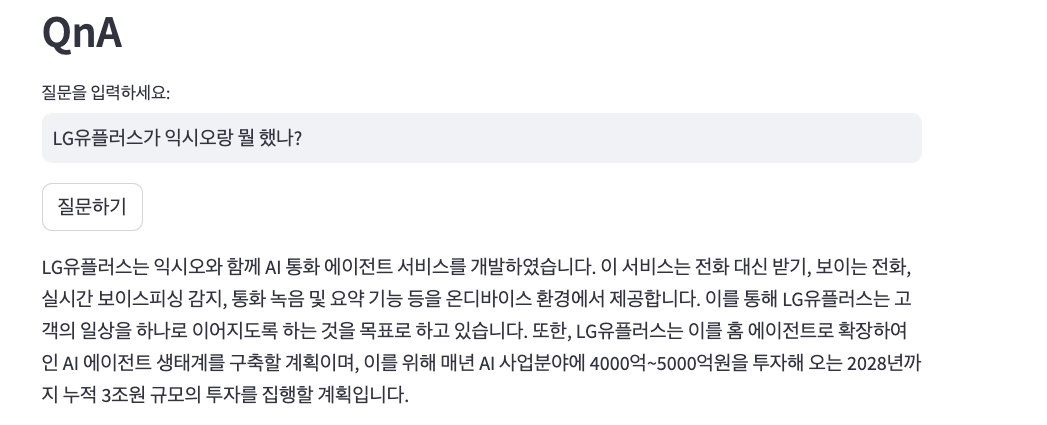 QnA
질문을 입력하세요:
LG유플러스가 익시오랑 뭘 했나?
질문하기
LG유플러스는 익시오와 함께 AI 통화 에이전트 서비스를 개발하였습니다. 이 서비스는 전화 대신 받기, 보이는 전화,
실시간 보이스피싱 감지, 통화 녹음 및 요약 기능 등을 온디바이스 환경에서 제공합니다. 이를 통해 LG유플러스는 고
객의 일상을 하나로 이어지도록 하는 것을 목표로 하고 있습니다. 또한, LG유플러스는 이를 홈 에이전트로 확장하여
인 AI 에이전트 생태계를 구축할 계획이며, 이를 위해 매년 AI 사업분야에 4000억~5000억원을 투자해 오는 2028년까
지 누적 3조원 규모의 투자를 집행할 계획입니다.